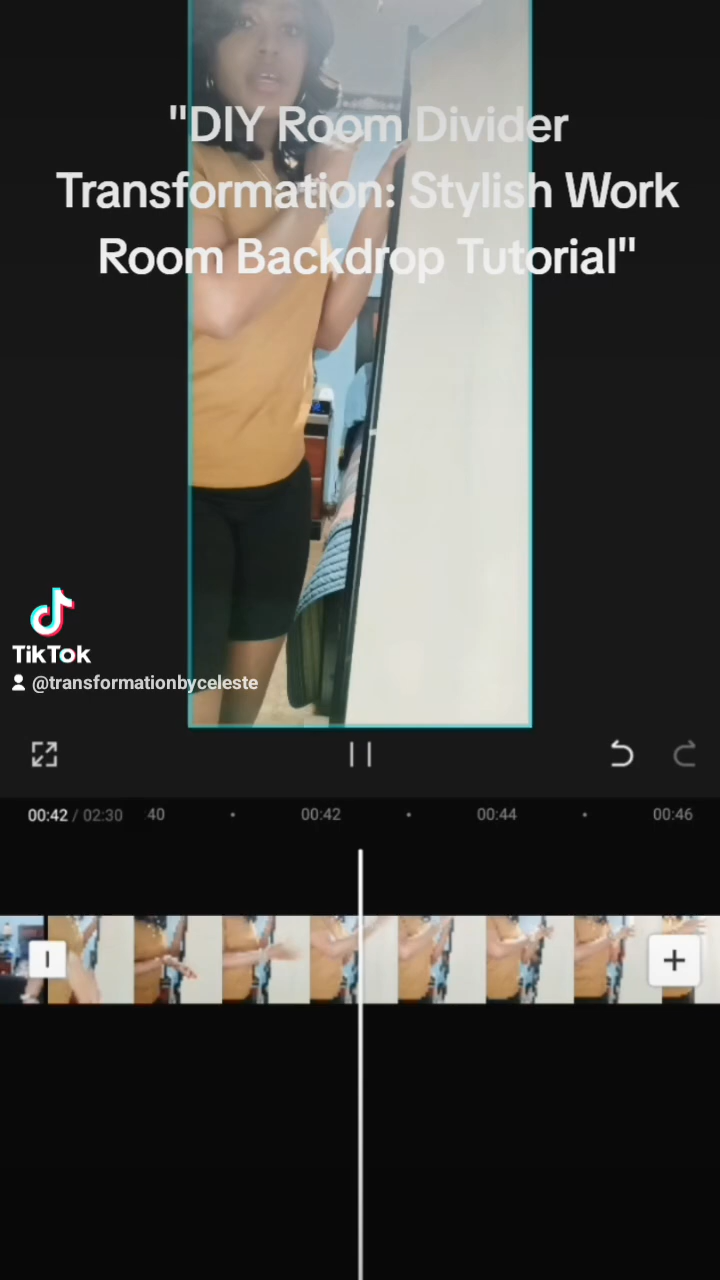 "DIY Room Divider
Transformation: Stylish Work
Room Backdrop Tutorial"
TikTok
@transformationbyceleste
00:42 / 02:30 40 00:42 00:44 00:46